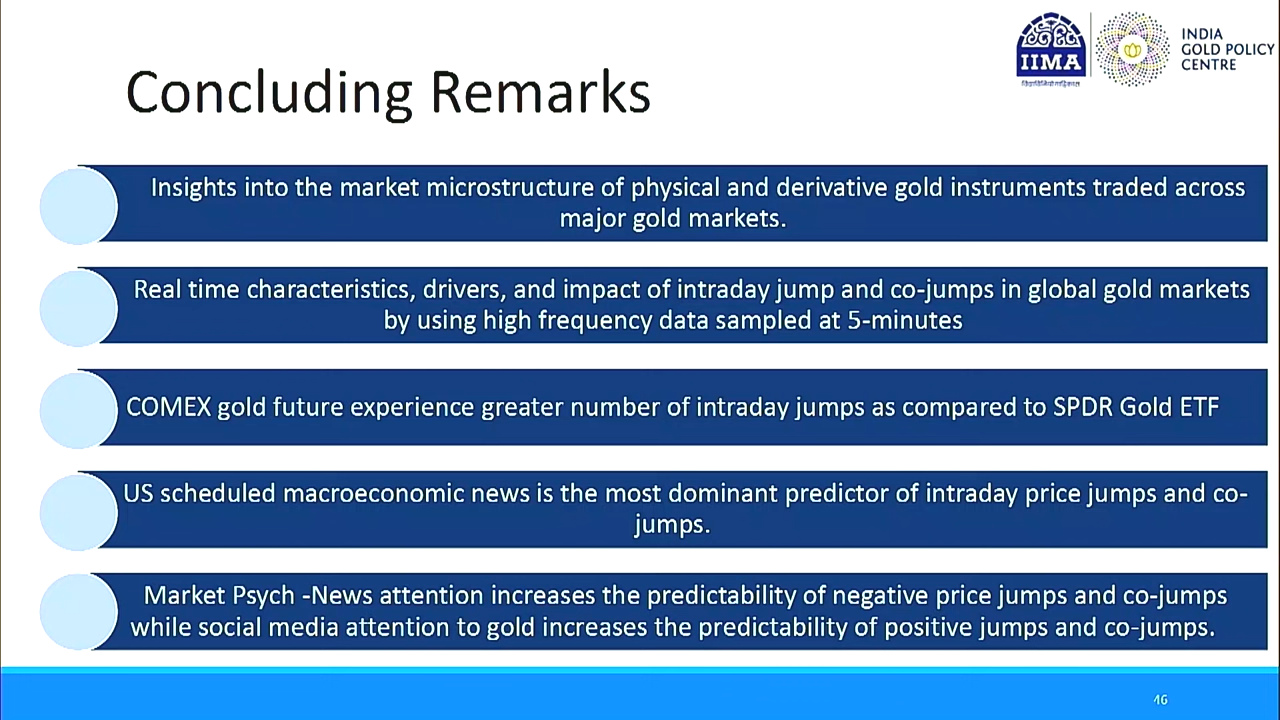 IIMA
INDIA
GOLD POLICY
CENTRE
Concluding Remarks
Insights into the market microstructure of physical and derivative gold instruments traded across
major gold markets.
Real time characteristics, drivers, and impact of intraday jump and co-jumps in global gold markets
by using high frequency data sampled at 5-minutes
COMEX gold future experience greater number of intraday jumps as compared to SPDR Gold ETF
US scheduled macroeconomic news is the most dominant predictor of intraday price jumps and co-
jumps.
Market Psych -News attention increases the predictability of negative price jumps and co-jumps
while social media attention to gold increases the predictability of positive jumps and co-jumps.
46